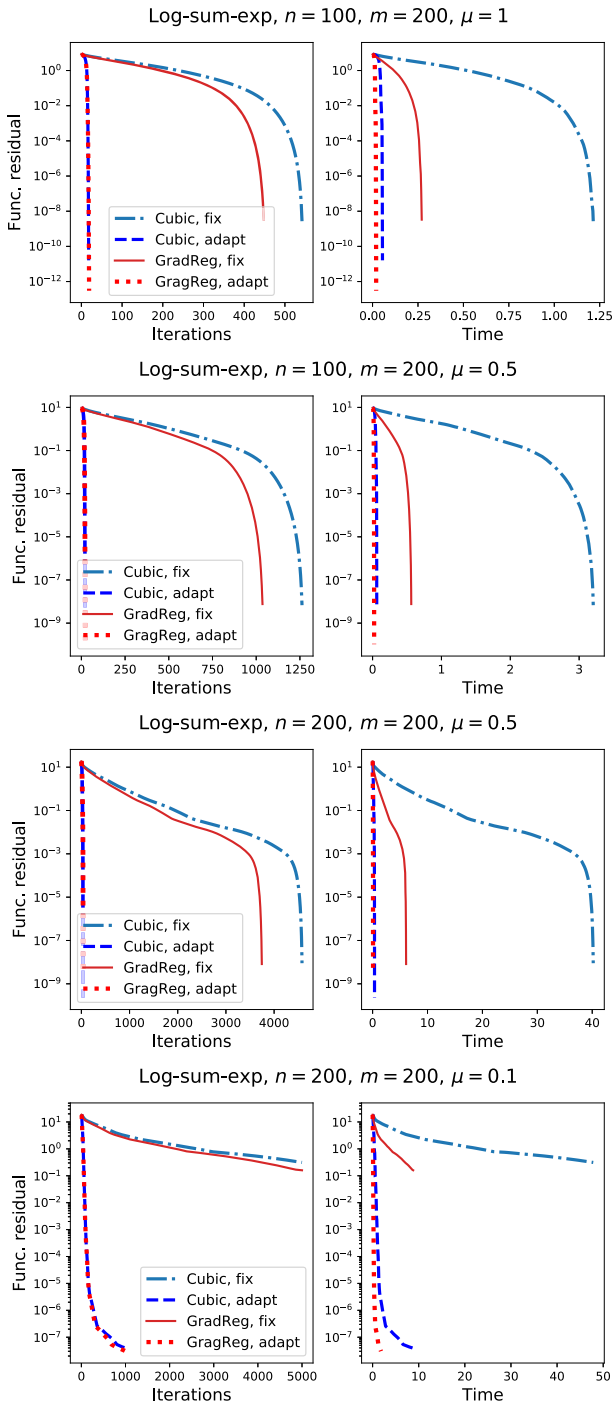 Log-sum-exp, n = 100, m = 200, μ = 1
Func. residual
10^0
10^−2
10^−4
10^−6
10^−8
10^−10
10^−12
Cubic, fix
Cubic, adapt
GradReg, fix
GragReg, adapt
0 100 200 300 400 500
Iterations
0.00 0.25 0.50 0.75 1.00 1.25
Time
Log-sum-exp, n = 100, m = 200, μ = 0.5
Func. residual
10^1
10^−1
10^−3
10^−5
10^−7
10^−9
Cubic, fix
Cubic, adapt
GradReg, fix
GragReg, adapt
0 250 500 750 1000 1250
Iterations
0 1 2 3
Time
Log-sum-exp, n = 200, m = 200, μ = 0.5
Func. residual
10^1
10^−1
10^−3
10^−5
10^−7
10^−9
Cubic, fix
Cubic, adapt
GradReg, fix
GragReg, adapt
0 1000 2000 3000 4000
Iterations
0 10 20 30 40
Time
Log-sum-exp, n = 200, m = 200, μ = 0.1
Func. residual
10^1
10^0
10^−1
10^−2
10^−3
10^−4
10^−5
10^−6
10^−7
Cubic, fix
Cubic, adapt
GradReg, fix
GragReg, adapt
0 1000 2000 3000 4000 5000
Iterations
0 10 20 30 40 50
Time